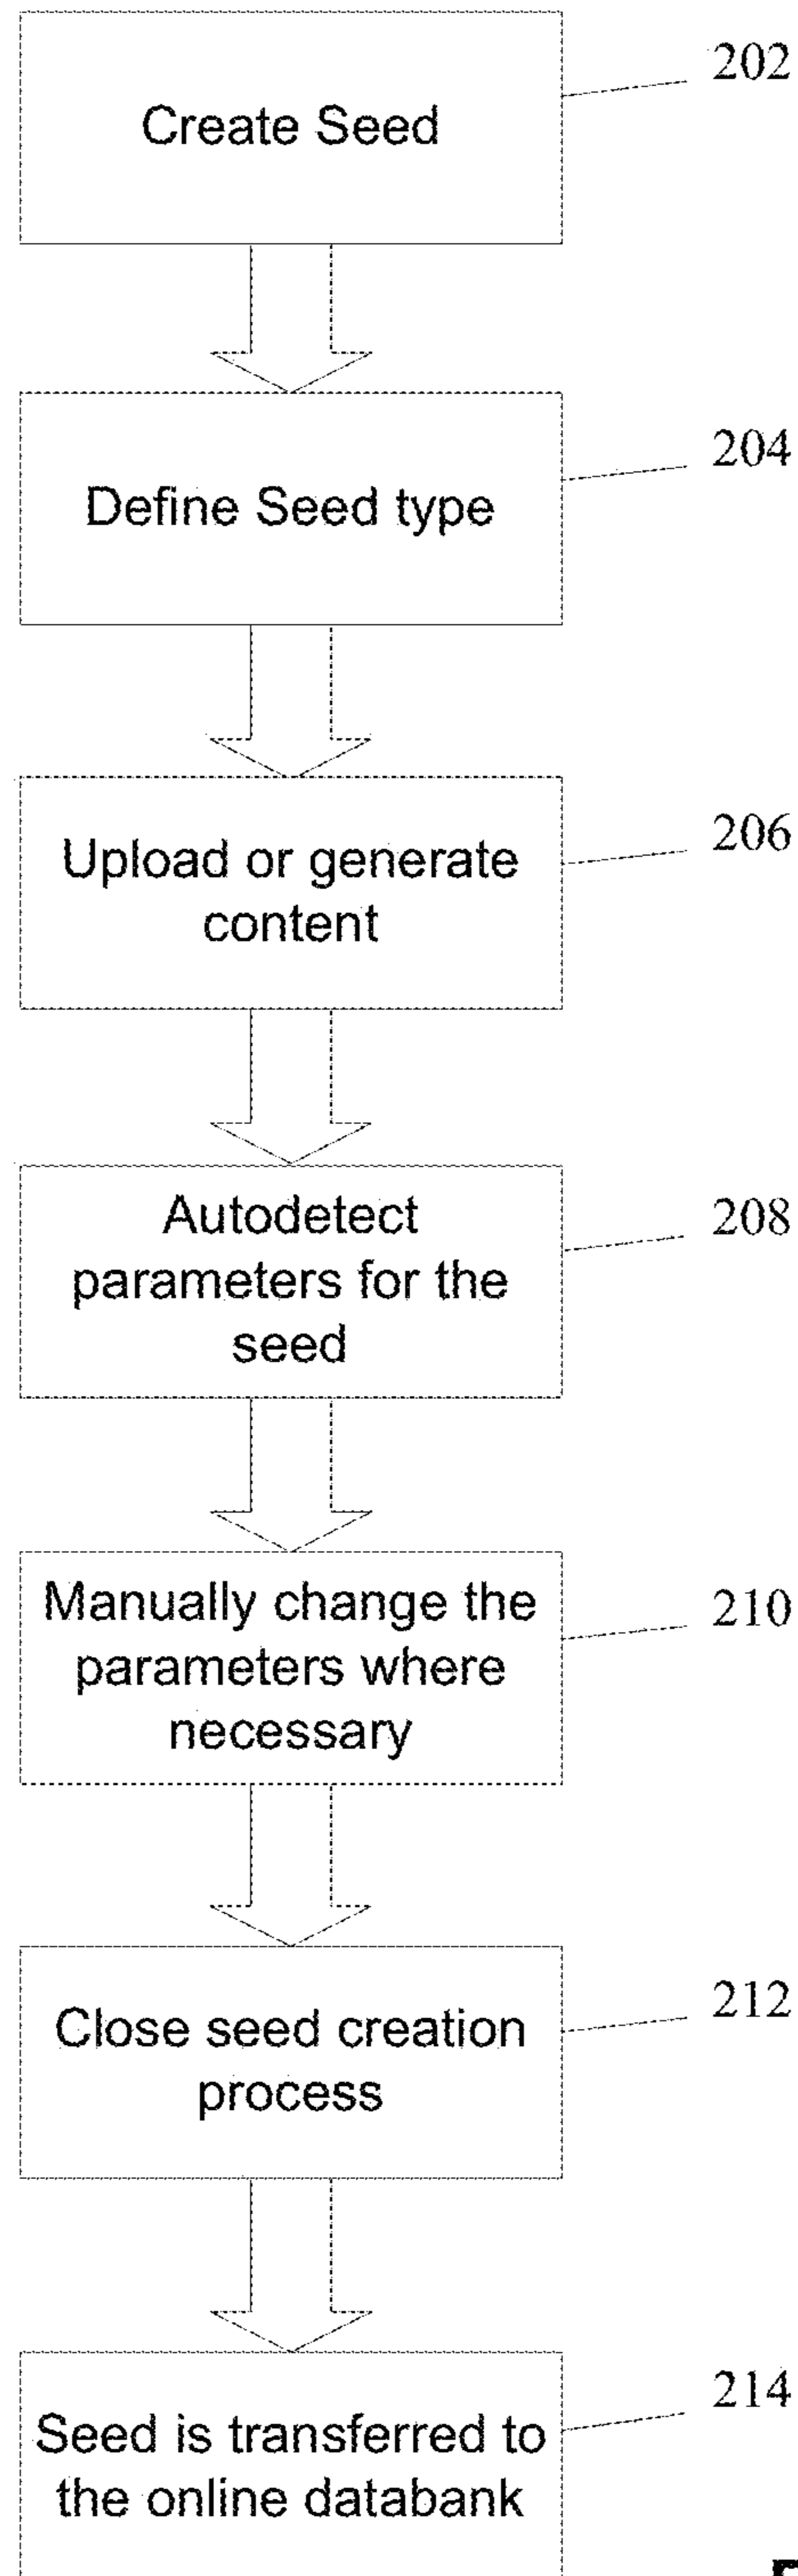 Create Seed
202
Define Seed type
204
Upload or generate
content
206
Autodetect
parameters for the
seed
208
Manually change the
parameters where
necessary
210
Close seed creation
process
212
Seed is transferred to
the online databank
214